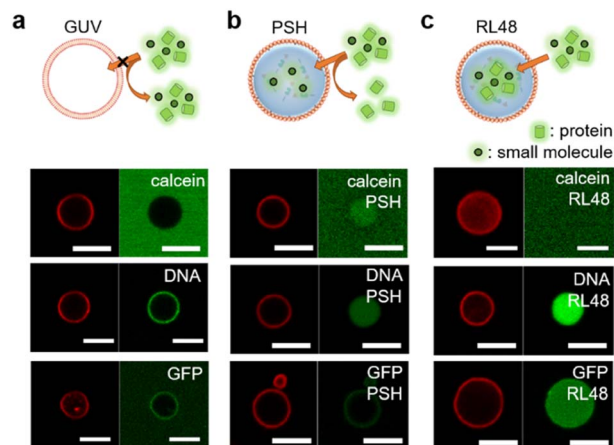 a GUV
b PSH
c RL48
: protein
: small molecule
calcein
DNA
GFP
calcein
PSH
DNA
PSH
GFP
PSH
calcein
RL48
DNA
RL48
GFP
RL48